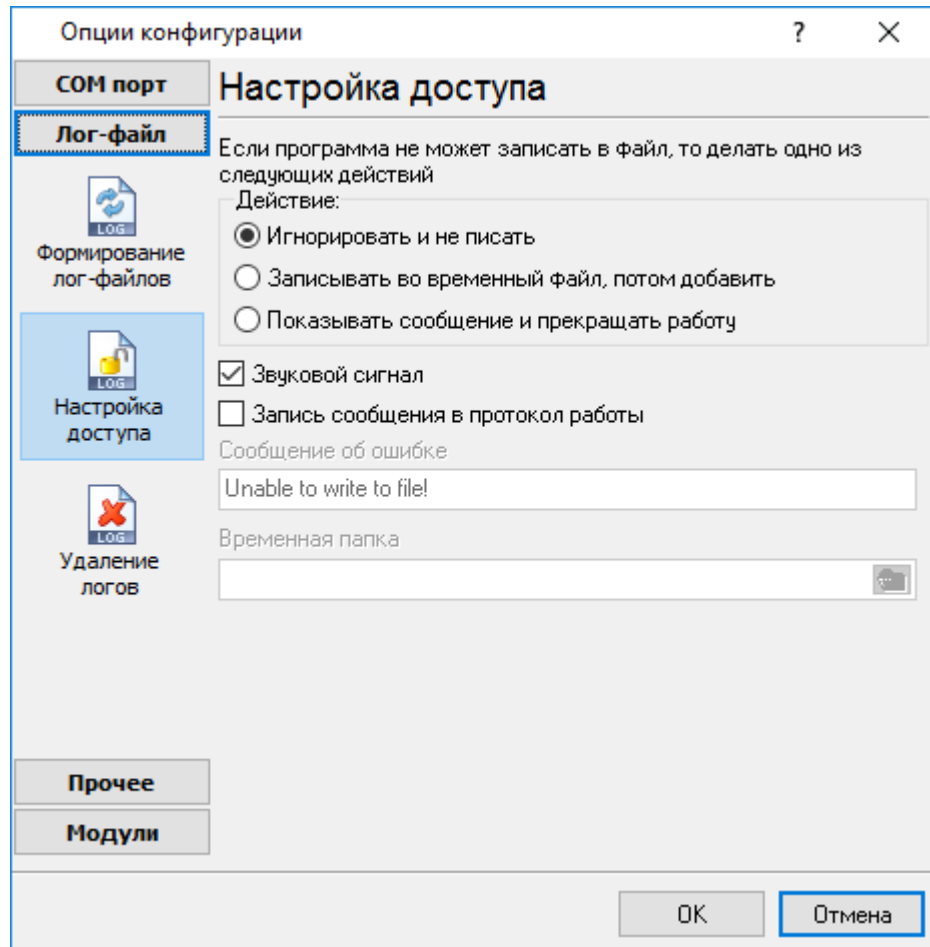 Опции конфигурации
?
COM порт
Лог-файл
LOG
Формирование
лог-файлов
LOG
Настройка
доступа
LOG
Удаление
логов
Прочее
Модули
Настройка доступа
Если программа не может записать в файл, то делать одно из
следующих действий
Действие:
Игнорировать и не писать
Записывать во временный файл, потом добавить
Показывать сообщение и прекращать работу
Звуковой сигнал
Запись сообщения в протокол работы
Сообщение об ошибке
Unable to write to file!
Временная папка
OK
Отмена